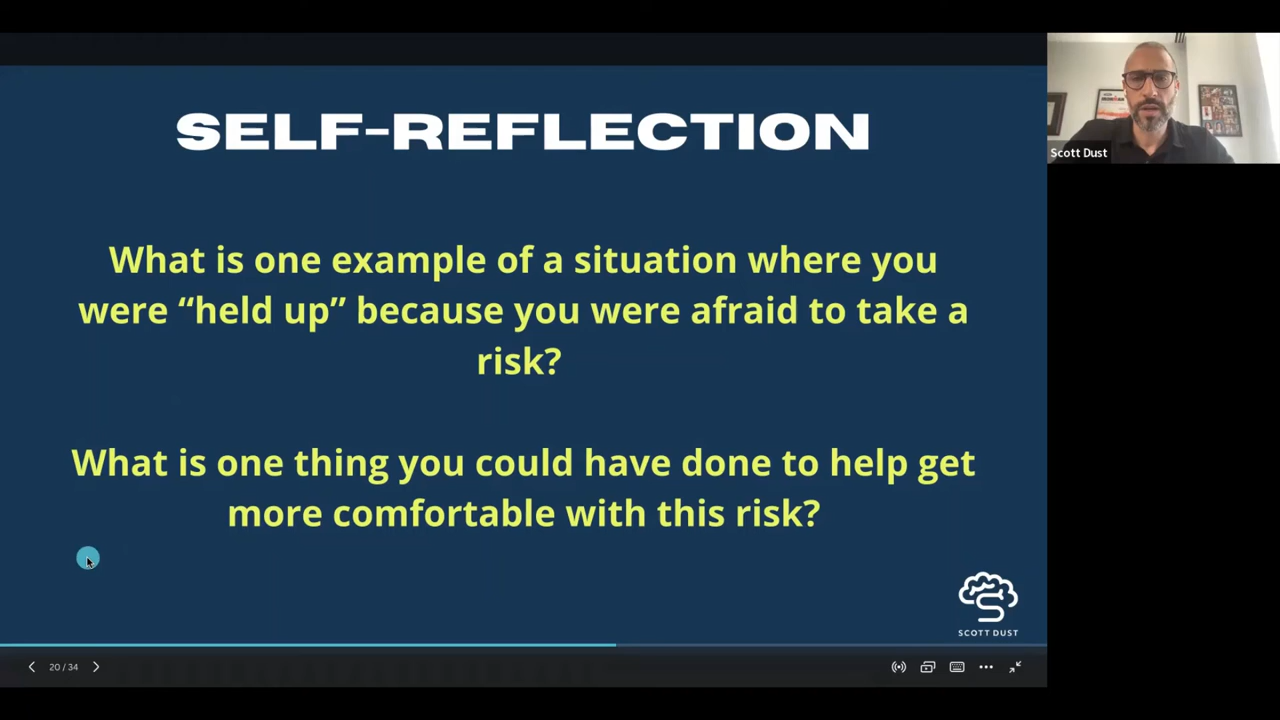 SELF-REFLECTION
Scott Dust
What is one example of a situation where you
were “held up” because you were afraid to take a
risk?
What is one thing you could have done to help get
more comfortable with this risk?
SCOTT DUST
20 / 34